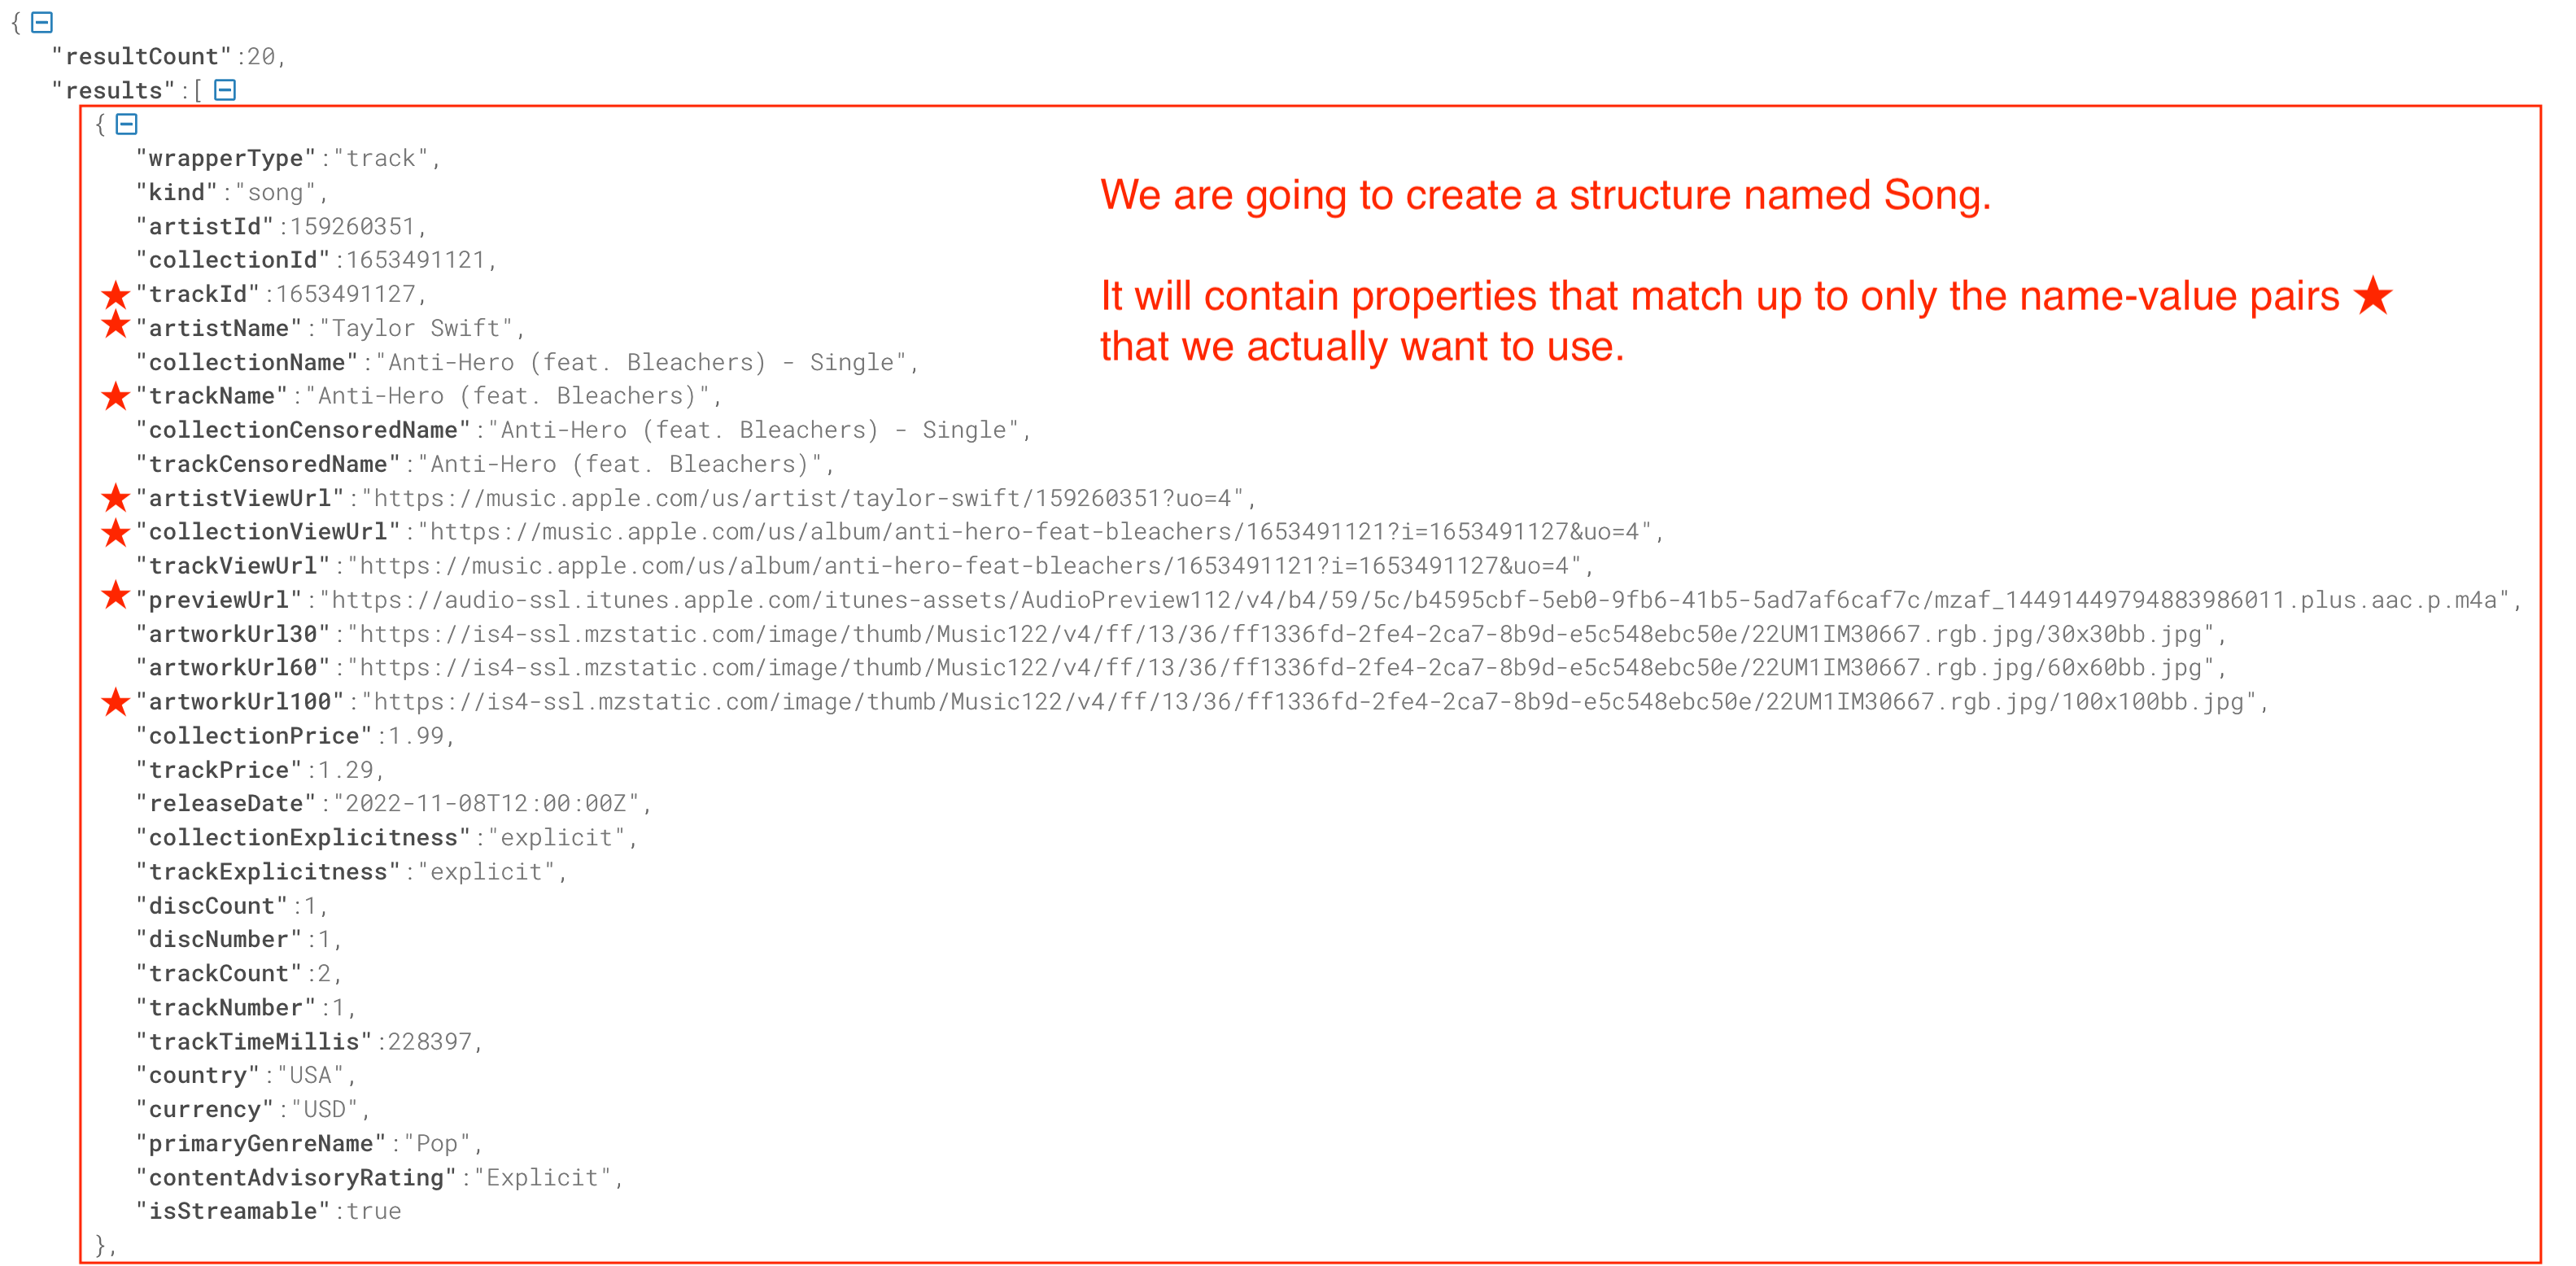 {
"resultCount":20,
"results":[
{
"wrapperType":"track",
"kind":"song",
"artistId":159260351,
"collectionId":1653491121,
"trackId":1653491127,
"artistName":"Taylor Swift",
"collectionName":"Anti-Hero (feat. Bleachers) - Single",
"trackName":"Anti-Hero (feat. Bleachers)",
"collectionCensoredName":"Anti-Hero (feat. Bleachers) - Single",
"trackCensoredName":"Anti-Hero (feat. Bleachers)",
"artistViewUrl":"https://music.apple.com/us/artist/taylor-swift/159260351?uo=4",
"collectionViewUrl":"https://music.apple.com/us/album/anti-hero-feat-bleachers/1653491121?i=1653491127&uo=4",
"trackViewUrl":"https://music.apple.com/us/album/anti-hero-feat-bleachers/1653491121?i=1653491127&uo=4",
"previewUrl":"https://audio-ssl.itunes.apple.com/itunes-assets/AudioPreview112/v4/b4/59/5c/b4595cbf-5eb0-9fb6-41b5-5ad7af6caf7c/mzaf_14491449794883986011.plus.aac.p.m4a",
"artworkUrl30":"https://is4-ssl.mzstatic.com/image/thumb/Music122/v4/ff/13/36/ff1336fd-2fe4-2ca7-8b9d-e5c548ebc50e/22UM1IM30667.rgb.jpg/30x30bb.jpg",
"artworkUrl60":"https://is4-ssl.mzstatic.com/image/thumb/Music122/v4/ff/13/36/ff1336fd-2fe4-2ca7-8b9d-e5c548ebc50e/22UM1IM30667.rgb.jpg/60x60bb.jpg",
"artworkUrl100":"https://is4-ssl.mzstatic.com/image/thumb/Music122/v4/ff/13/36/ff1336fd-2fe4-2ca7-8b9d-e5c548ebc50e/22UM1IM30667.rgb.jpg/100x100bb.jpg",
"collectionPrice":1.99,
"trackPrice":1.29,
"releaseDate":"2022-11-08T12:00:00Z",
"collectionExplicitness":"explicit",
"trackExplicitness":"explicit",
"discCount":1,
"discNumber":1,
"trackCount":2,
"trackNumber":1,
"trackTimeMillis":228397,
"country":"USA",
"currency":"USD",
"primaryGenreName":"Pop",
"contentAdvisoryRating":"Explicit",
"isStreamable":true
},
We are going to create a structure named Song.
It will contain properties that match up to only the name-value pairs ★
that we actually want to use.